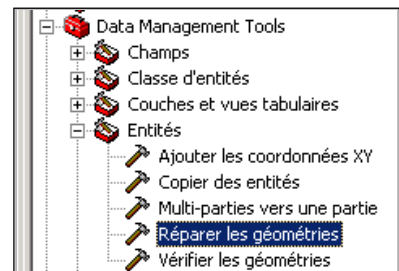 Data Management Tools
Champs
Classe d'entités
Couches et vues tabulaires
Entités
Ajouter les coordonnées XY
Copier des entités
Multi-parties vers une partie
Réparer les géométries
Vérifier les géométries